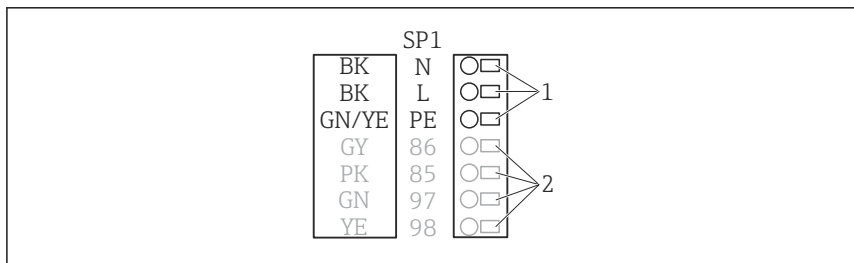 SP1
BK N
BK L 1
GN/YE PE
GY 86
PK 85 2
GN 97
YE 98